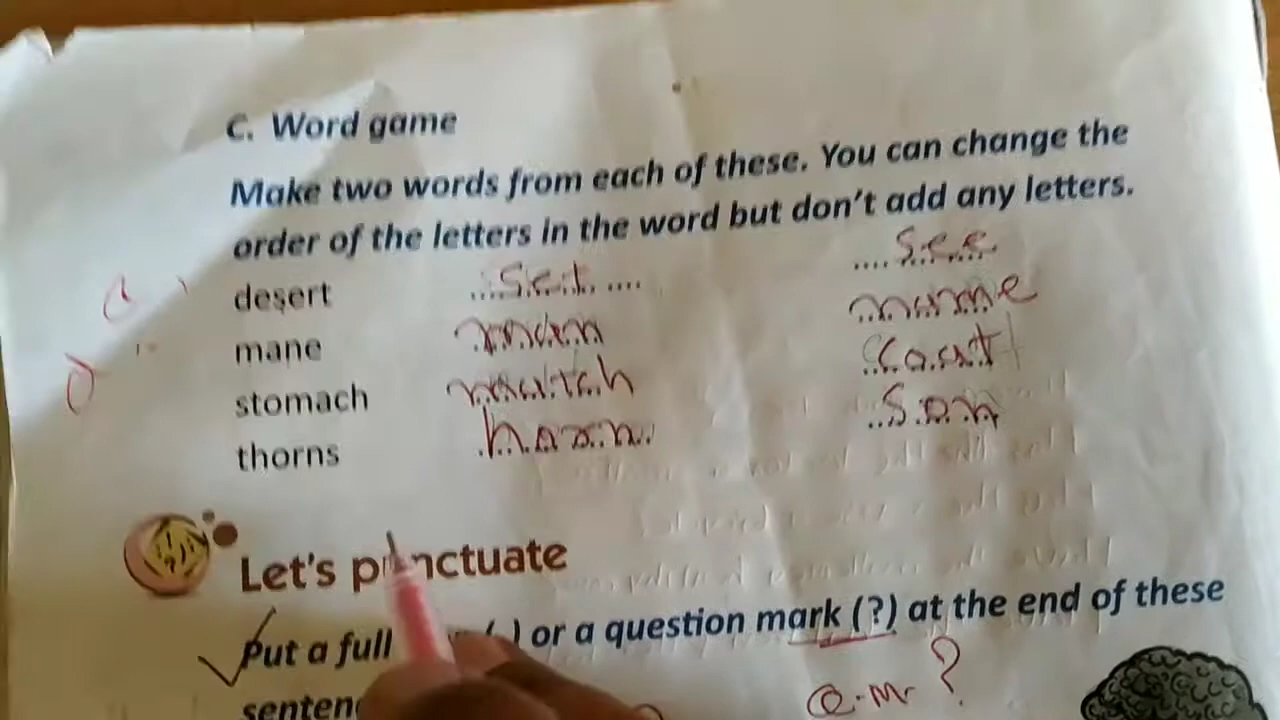 C. Word game
Make two words from each of these. You can change the
order of the letters in the word but don't add any letters.
desert set see
mane man name
stomach match coat
thorns horn son
Let's punctuate
Put a full ( ) or a question mark (?) at the end of these
Q.M ?